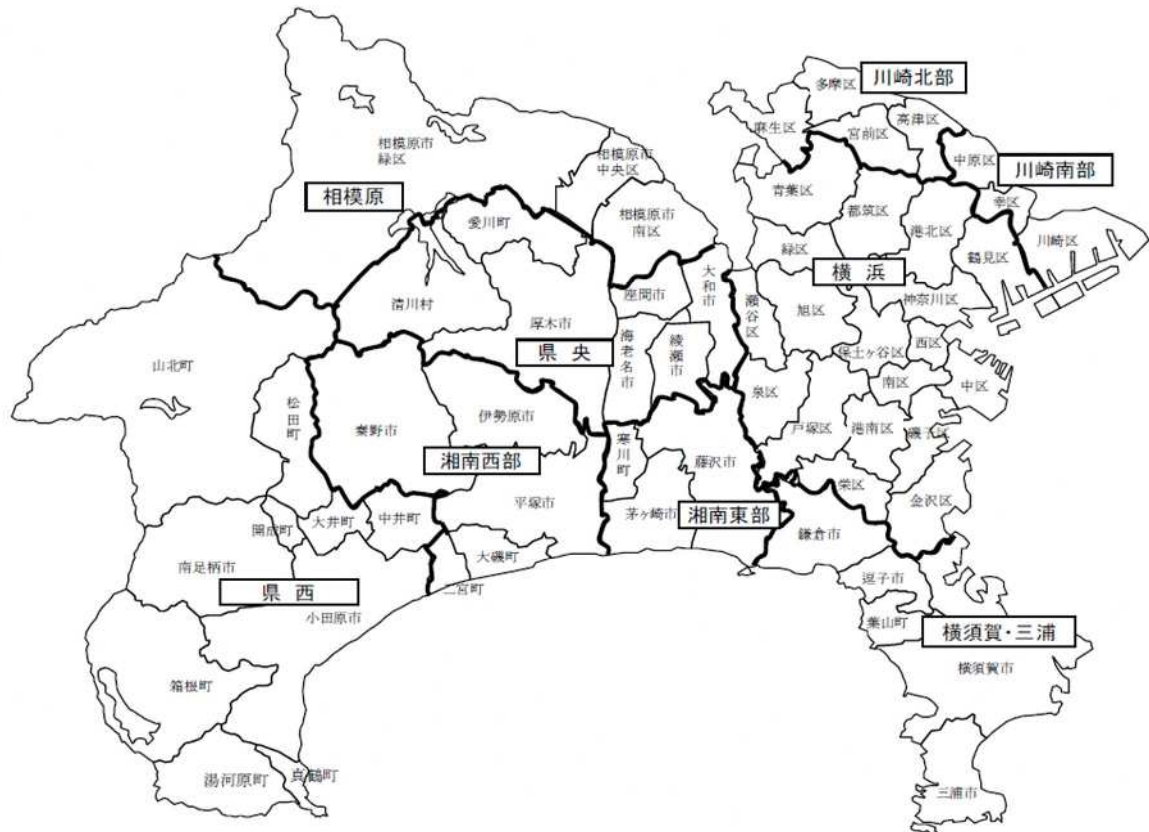 多摩区
川崎北部
麻生区
宮前区
高津区
中原区
川崎南部
幸区
川崎区
相模原市
緑区
相模原市
中央区
相模原
愛川町
相模原市
南区
青葉区
都筑区
港北区
鶴見区
緑区
横浜
神奈川区
旭区
瀬谷区
保土ヶ谷区
西区
中区
南区
泉区
戸塚区
港南区
磯子区
栄区
金沢区
大和市
座間市
清川村
厚木市
県央
海老名市
綾瀬市
山北町
松田町
秦野市
伊勢原市
湘南西部
平塚市
寒川町
藤沢市
茅ヶ崎市
湘南東部
鎌倉市
開成町
大井町
中井町
南足柄市
県西
小田原市
大磯町
二宮町
逗子市
葉山町
横須賀・三浦
横須賀市
箱根町
湯河原町
真鶴町
三浦市